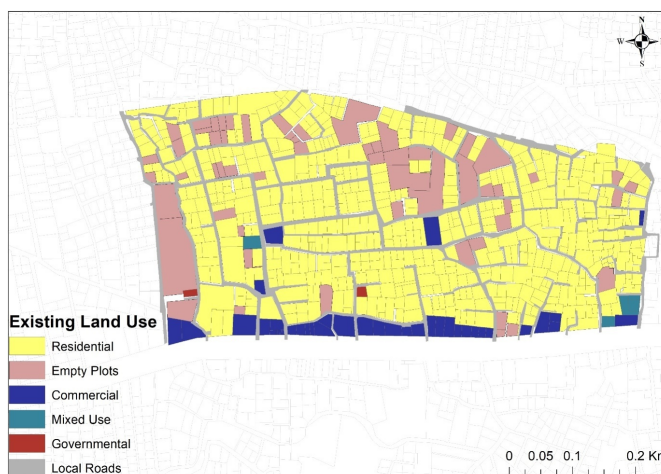 N
W
E
S
Existing Land Use
Residential
Empty Plots
Commercial
Mixed Use
Governmental
Local Roads
0 0.05 0.1 0.2 K